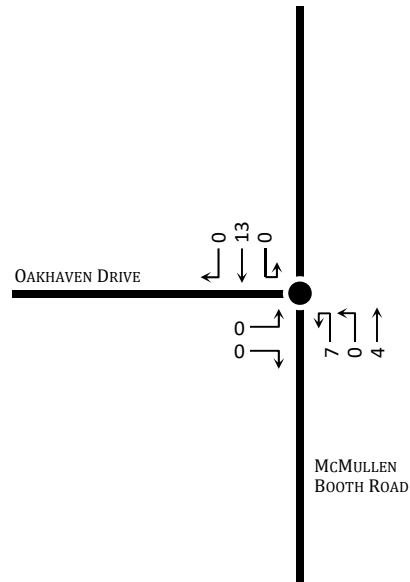 0 13 0
OAKHAVEN DRIVE
0
0
7 0 4
MCMULLEN
BOOTH ROAD